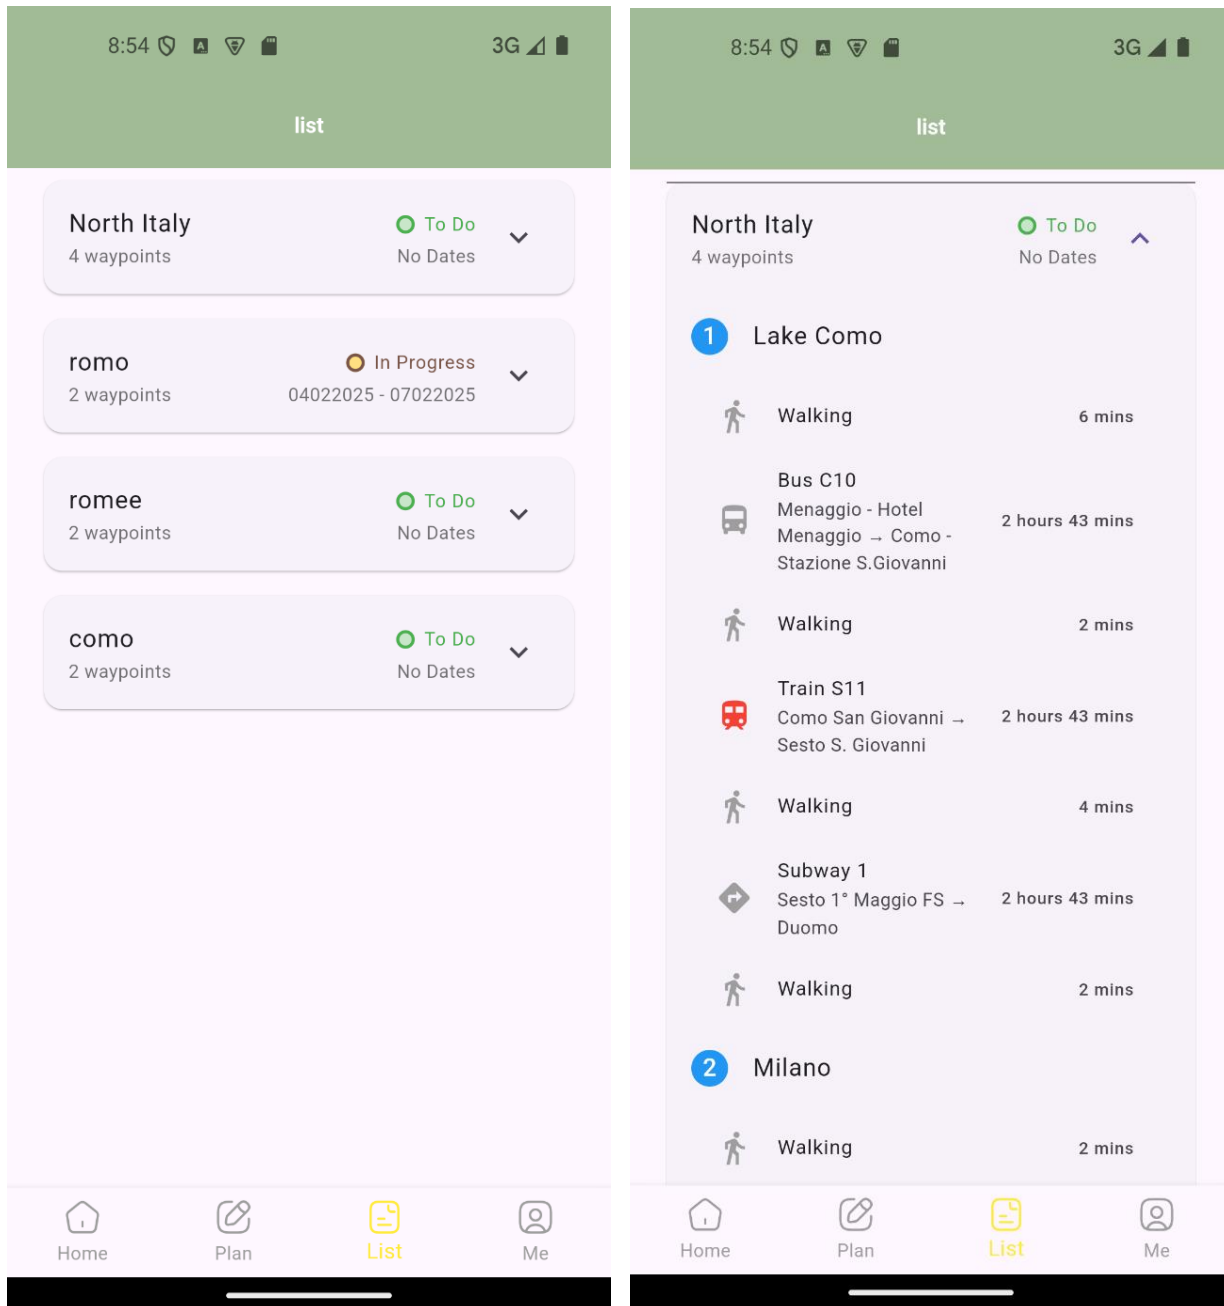 8:54
3G
list
North Italy
To Do
4 waypoints
No Dates
romo
In Progress
2 waypoints
04022025 - 07022025
romee
To Do
2 waypoints
No Dates
como
To Do
2 waypoints
No Dates
Home
Plan
List
Me
8:54
3G
list
North Italy
To Do
4 waypoints
No Dates
1
Lake Como
Walking
6 mins
Bus C10
Menaggio - Hotel
Menaggio → Como -
Stazione S.Giovanni
2 hours 43 mins
Walking
2 mins
Train S11
Como San Giovanni →
Sesto S. Giovanni
2 hours 43 mins
Walking
4 mins
Subway 1
Sesto 1° Maggio FS →
Duomo
2 hours 43 mins
Walking
2 mins
2
Milano
Walking
2 mins
Home
Plan
List
Me